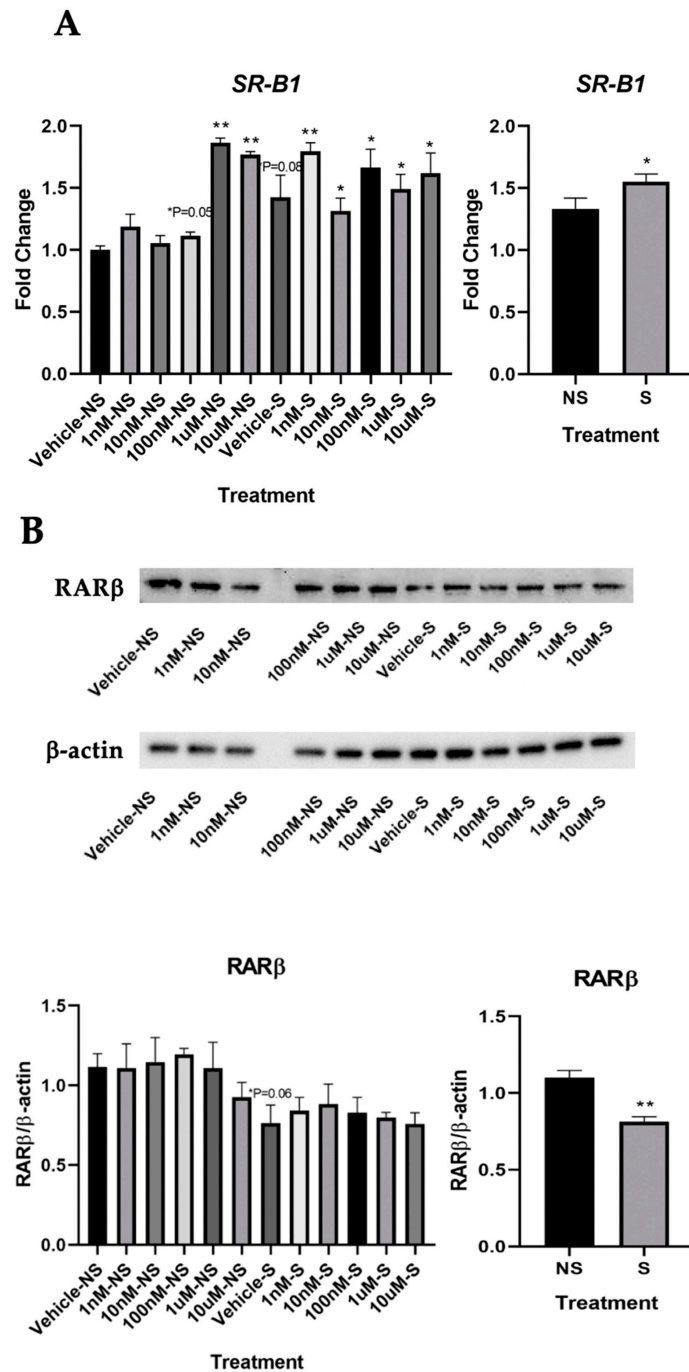 A
SR-B1
Fold Change
2.0
1.5
1.0
0.5
0.0
*P=0.05
**
**
*P=0.08
**
*
*
*
*
Vehicle-NS
1nM-NS
10nM-NS
100nM-NS
1uM-NS
10uM-NS
Vehicle-S
1nM-S
10nM-S
100nM-S
1uM-S
10uM-S
Treatment
SR-B1
Fold Change
2.0
1.5
1.0
0.5
0.0
*
NS
S
Treatment
B
RARβ
Vehicle-NS
1nM-NS
10nM-NS
100nM-NS
1uM-NS
10uM-NS
Vehicle-S
1nM-S
10nM-S
100nM-S
1uM-S
10uM-S
β-actin
Vehicle-NS
1nM-NS
10nM-NS
100nM-NS
1uM-NS
10uM-NS
Vehicle-S
1nM-S
10nM-S
100nM-S
1uM-S
10uM-S
RARβ
RARβ/β-actin
1.5
1.0
0.5
0.0
*P=0.06
Vehicle-NS
1nM-NS
10nM-NS
100nM-NS
1uM-NS
10uM-NS
Vehicle-S
1nM-S
10nM-S
100nM-S
1uM-S
10uM-S
Treatment
RARβ
RARβ/β-actin
1.5
1.0
0.5
0.0
**
NS
S
Treatment